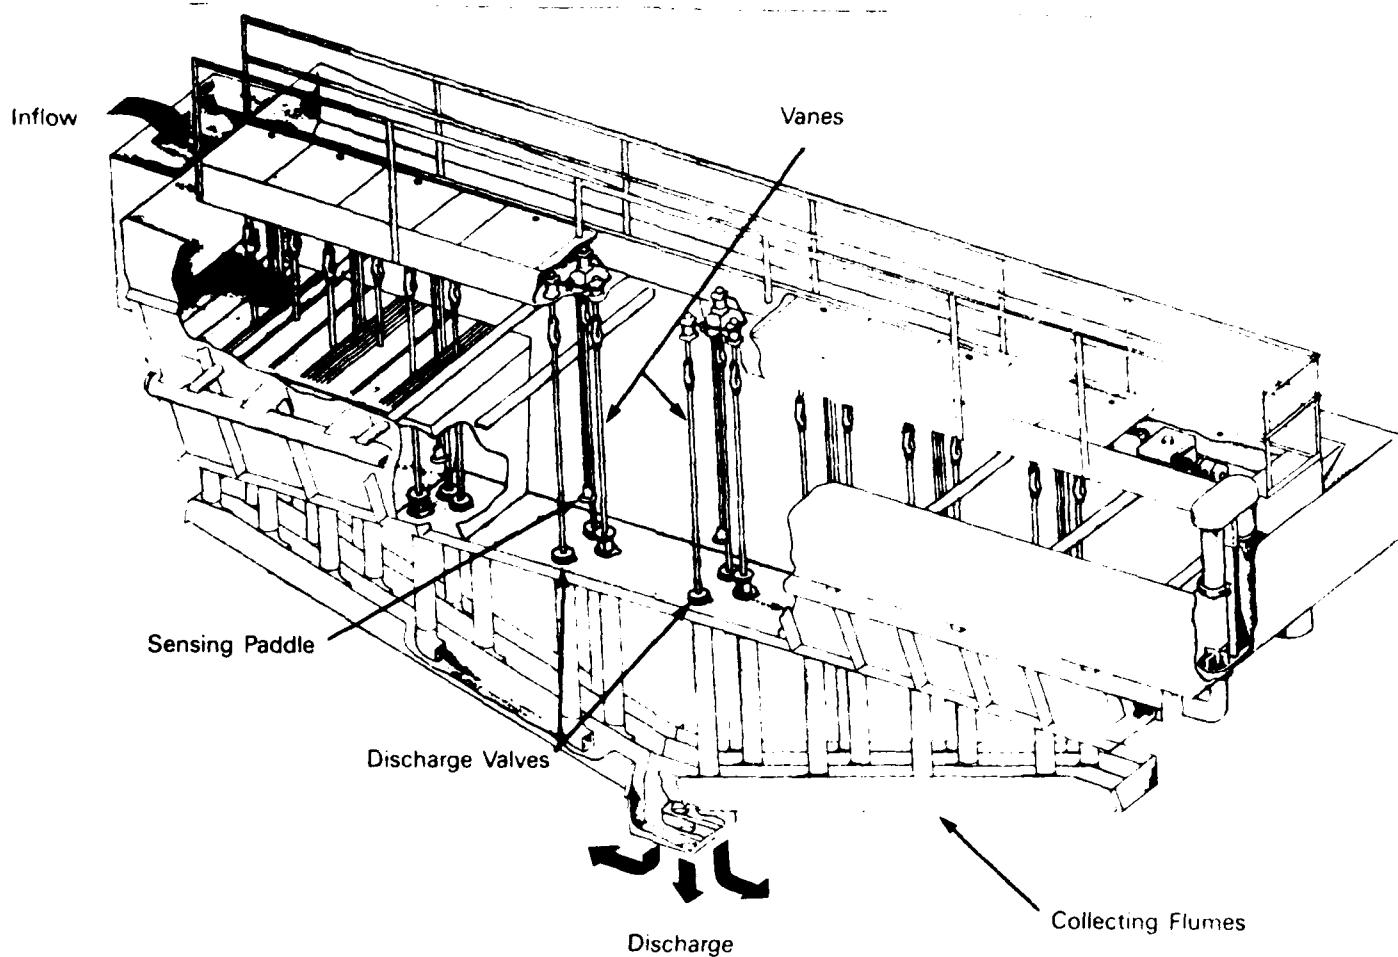 Inflow
Vanes
Sensing Paddle
Discharge Valves
Collecting Flumes
Discharge